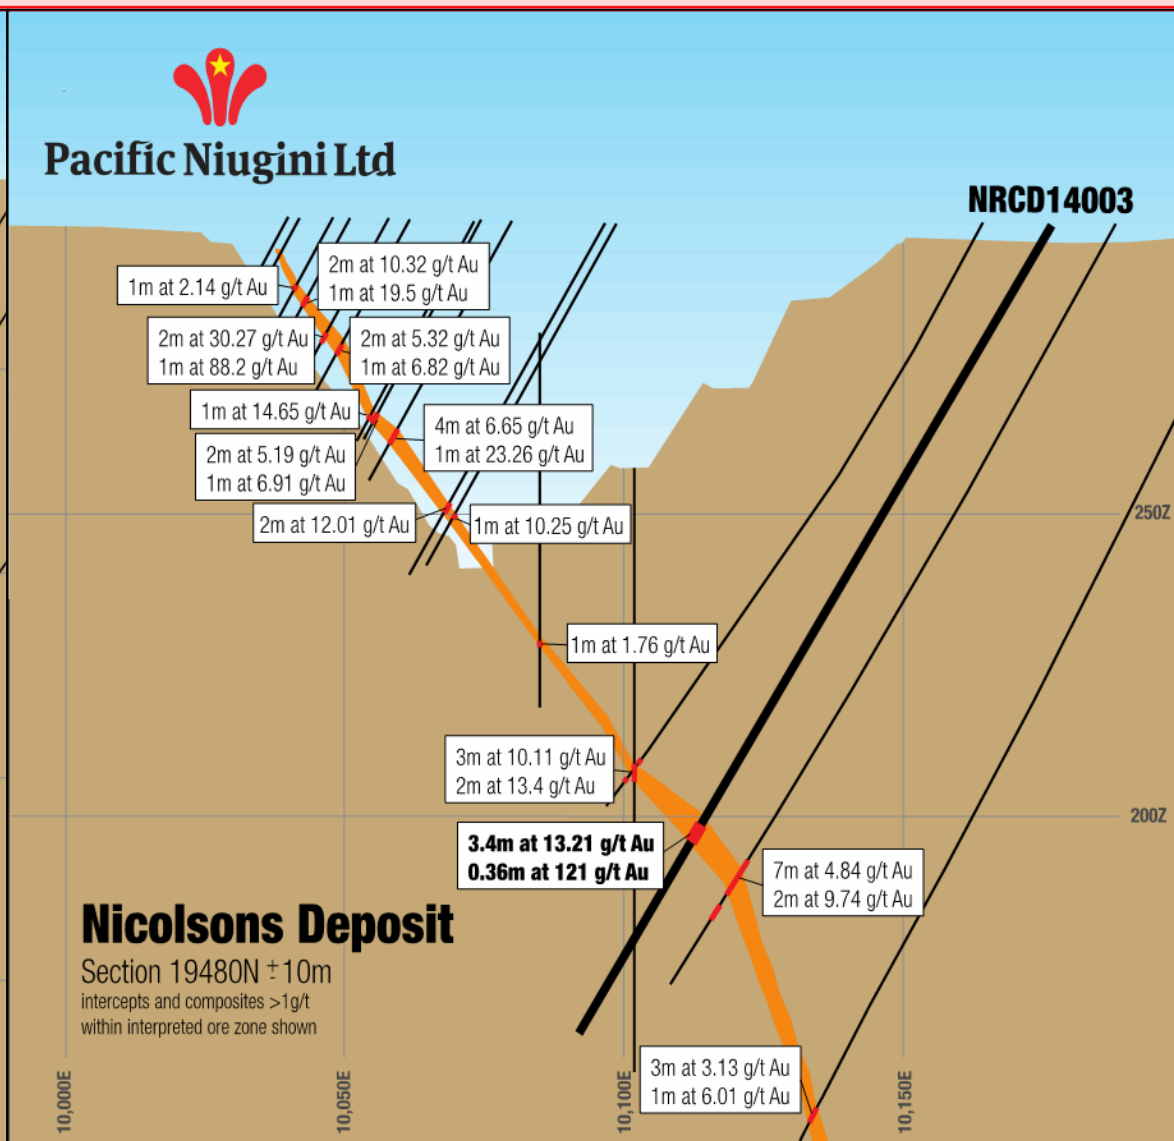 Pacific Niugini Ltd
NRCD14003
2m at 10.32 g/t Au
1m at 19.5 g/t Au
1m at 2.14 g/t Au
2m at 30.27 g/t Au
1m at 88.2 g/t Au
2m at 5.32 g/t Au
1m at 6.82 g/t Au
1m at 14.65 g/t Au
4m at 6.65 g/t Au
1m at 23.26 g/t Au
2m at 5.19 g/t Au
1m at 6.91 g/t Au
2m at 12.01 g/t Au
1m at 10.25 g/t Au
250Z
1m at 1.76 g/t Au
3m at 10.11 g/t Au
2m at 13.4 g/t Au
200Z
3.4m at 13.21 g/t Au
0.36m at 121 g/t Au
7m at 4.84 g/t Au
2m at 9.74 g/t Au
Nicolsons Deposit
Section 19480N ±10m
intercepts and composites >1g/t
within interpreted ore zone shown
3m at 3.13 g/t Au
1m at 6.01 g/t Au
10,000E
10,050E
10,100E
10,150E